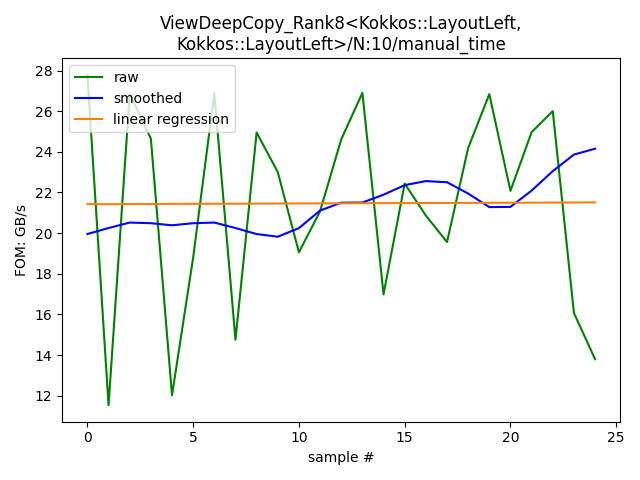 ViewDeepCopy_Rank8<Kokkos::LayoutLeft,
Kokkos::LayoutLeft>/N:10/manual_time
raw
smoothed
linear regression
FOM: GB/s
28
26
24
22
20
18
16
14
12
0
5
10
15
20
25
sample #